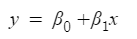 y = β₀ + β₁x